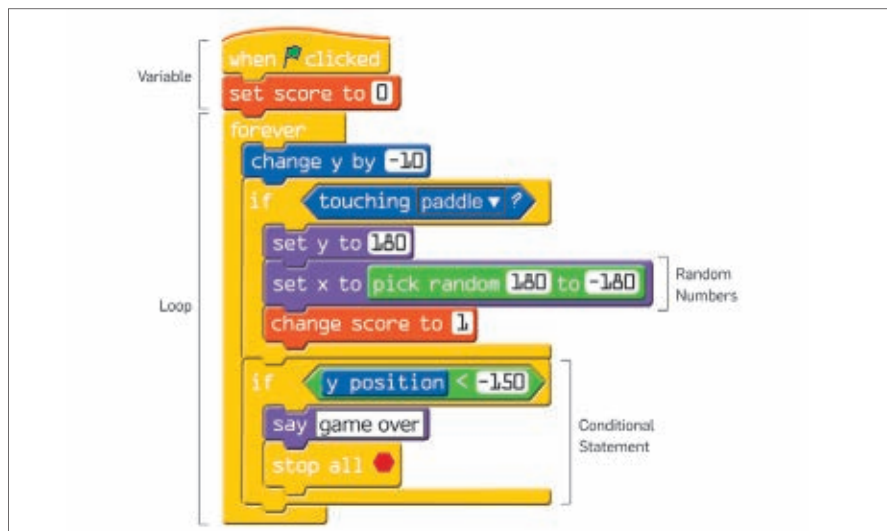 when clicked
Variable
set score to 0
forever
change y by -10
if touching paddle ?
set y to 180
set x to pick random 180 to -180
Random
Numbers
Loop
change score to 1
if y position < -150
say game over
Conditional
Statement
stop all